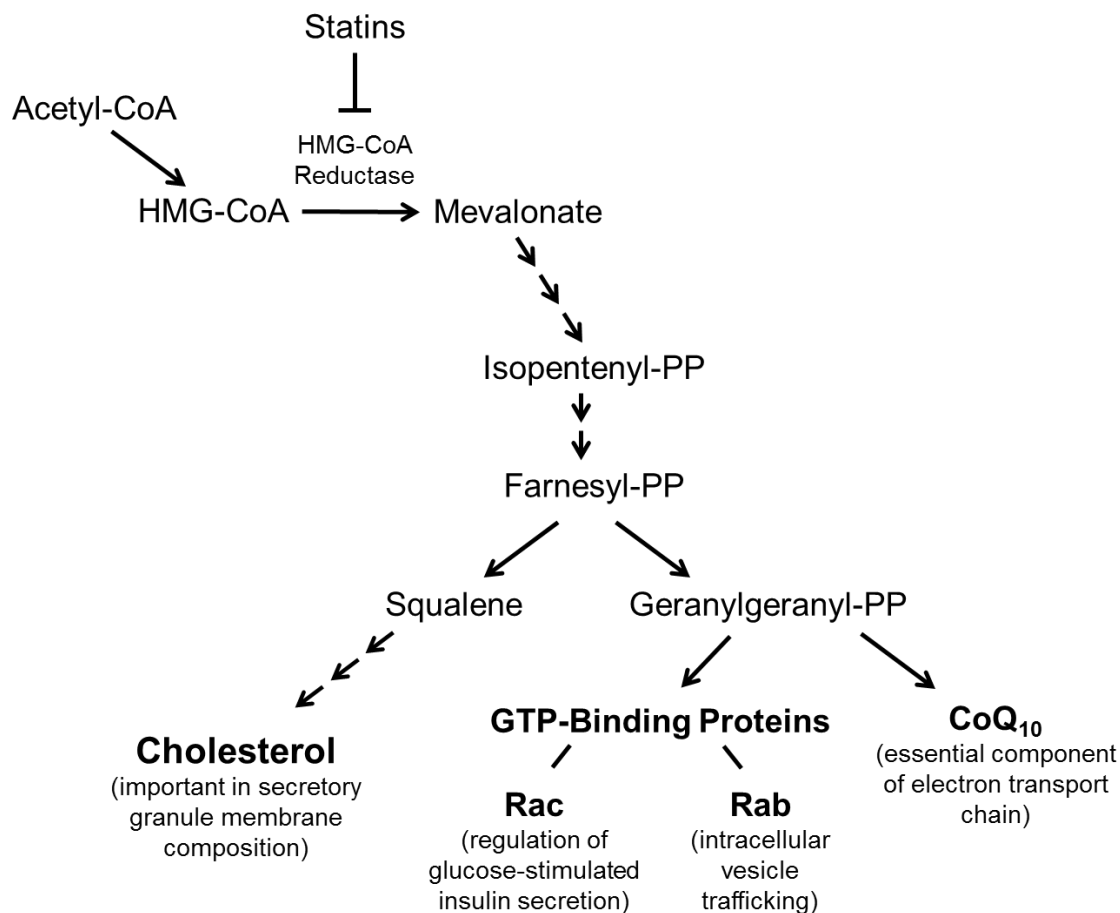 Statins
Acetyl-CoA
HMG-CoA
Reductase
HMG-CoA
Mevalonate
Isopentenyl-PP
Farnesyl-PP
Squalene
Geranylgeranyl-PP
Cholesterol
(important in secretory
granule membrane
composition)
GTP-Binding Proteins
Rac
(regulation of
glucose-stimulated
insulin secretion)
Rab
(intracellular
vesicle
trafficking)
CoQ₁₀
(essential component
of electron transport
chain)